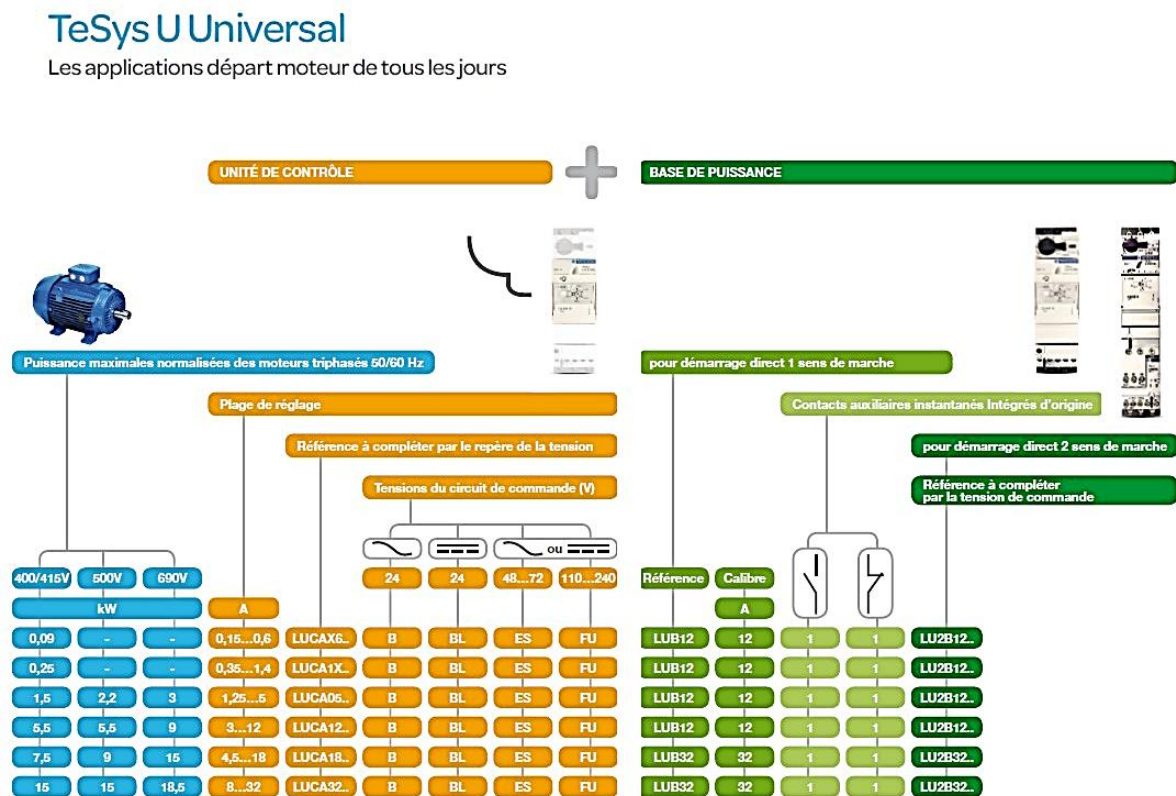 TeSys U Universal
Les applications départ moteur de tous les jours
UNITÉ DE CONTRÔLE
BASE DE PUISSANCE
Puissance maximales normalisées des moteurs triphasés 50/60 Hz
pour démarrage direct 1 sens de marche
Plage de réglage
Contacts auxiliaires instantanés Intégrés d'origine
Référence à compléter par le repère de la tension
pour démarrage direct 2 sens de marche
Tensions du circuit de commande (V)
Référence à compléter
par la tension de commande
ou
400/415V 500V 690V 24 24 48...72 110...240 Référence Calibre
kW A A
0,09 - - 0,15...0,6 LUCAX6.. B BL ES FU LUB12 12 1 1 LU2B12..
0,25 - - 0,35...1,4 LUCA1X.. B BL ES FU LUB12 12 1 1 LU2B12..
1,5 2,2 3 1,25...5 LUCA05.. B BL ES FU LUB12 12 1 1 LU2B12..
5,5 5,5 9 3...12 LUCA12.. B BL ES FU LUB12 12 1 1 LU2B12..
7,5 9 15 4,5...18 LUCA18.. B BL ES FU LUB32 32 1 1 LU2B32..
15 15 18,5 8...32 LUCA32.. B BL ES FU LUB32 32 1 1 LU2B32..